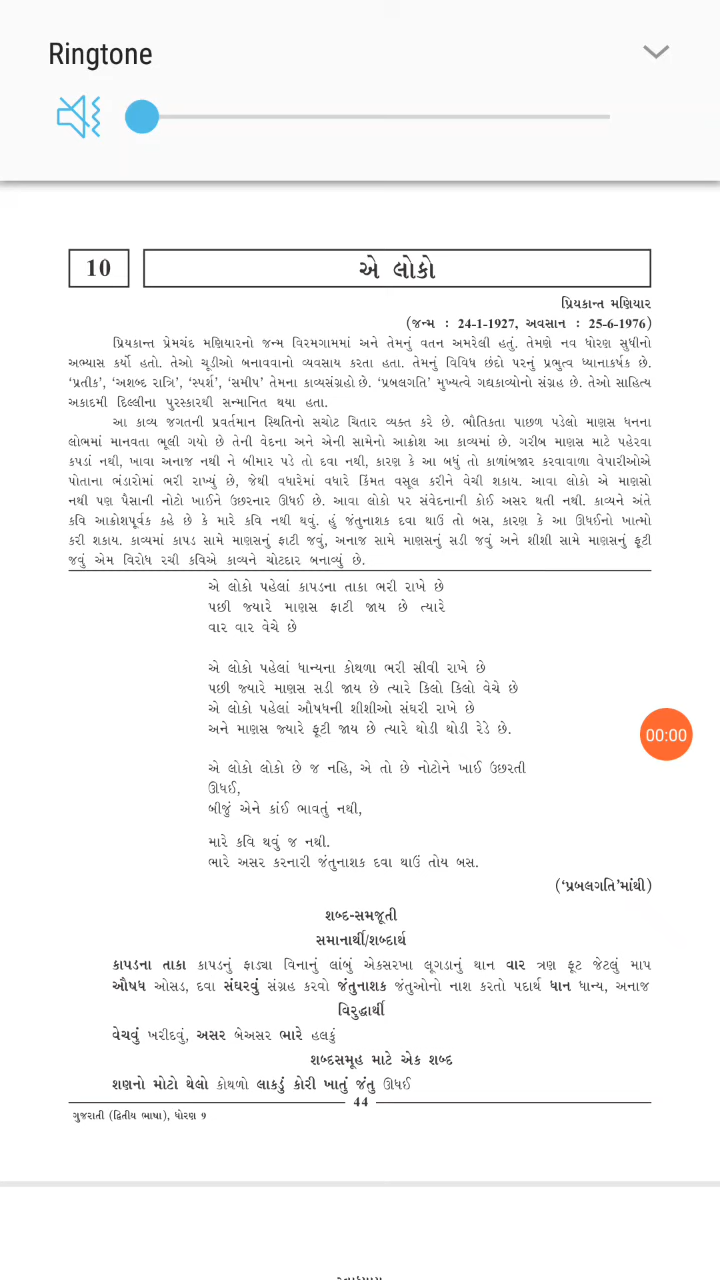 Ringtone
10
એ લોકો
પ્રિયકાન્ત મણિયાર
(જન્મ : 24-1-1927, અવસાન : 25-6-1976)
પ્રિયકાન્ત પ્રેમચંદ મણિયારનો જન્મ વિરમગામમાં અને તેમનું વતન અમરેલી હતું. તેમણે નવ ધોરણ સુધીનો
અભ્યાસ કર્યો હતો. તેઓ ચૂડીઓ બનાવવાનો વ્યવસાય કરતા હતા. તેમનું વિવિધ છંદો પરનું પ્રભુત્વ ધ્યાનાકર્ષક છે.
‘પ્રતીક’, ‘અશબ્દ રાત્રિ’, ‘સ્પર્શ’, ‘સમીપ’ તેમના કાવ્યસંગ્રહો છે. ‘પ્રબલગતિ’ મુખ્યત્વે ગદ્યકાવ્યોનો સંગ્રહ છે. તેઓ સાહિત્ય
અકાદમી દિલ્લીના પુરસ્કારથી સન્માનિત થયા હતા.
આ કાવ્ય જગતની પ્રવર્તમાન સ્થિતિનો સચોટ ચિતાર વ્યક્ત કરે છે. ભૌતિકતા પાછળ પડેલો માણસ ધનના
લોભમાં માનવતા ભૂલી ગયો છે તેની વેદના અને એની સામેનો આક્રોશ આ કાવ્યમાં છે. ગરીબ માણસ માટે પહેરવા
કપડાં નથી, ખાવા અનાજ નથી ને બીમાર પડે તો દવા નથી, કારણ કે આ બધું તો કાળાંબજાર કરવાવાળા વેપારીઓએ
પોતાના ભંડારોમાં ભરી રાખ્યું છે, જેથી વધારેમાં વધારે કિંમત વસૂલ કરીને વેચી શકાય. આવા લોકો એ માણસો
નથી પણ પૈસાની નોટો ખાઈને ઉછરનાર ઊધઈ છે. આવા લોકો પર સંવેદનાની કોઈ અસર થતી નથી. કાવ્યને અંતે
કવિ આક્રોશપૂર્વક કહે છે કે મારે કવિ નથી થવું. હું જંતુનાશક દવા થાઉં તો બસ, કારણ કે આ ઊધઈનો ખાત્મો
કરી શકાય. કાવ્યમાં કાપડ સામે માણસનું ફાટી જવું, અનાજ સામે માણસનું સડી જવું અને શીશી સામે માણસનું ફૂટી
જવું એમ વિરોધ રચી કવિએ કાવ્યને ચોટદાર બનાવ્યું છે.
એ લોકો પહેલાં કાપડના તાકા ભરી રાખે છે
પછી જ્યારે માણસ ફાટી જાય છે ત્યારે
વાર વાર વેચે છે
એ લોકો પહેલાં ધાન્યના કોથળા ભરી સીવી રાખે છે
પછી જ્યારે માણસ સડી જાય છે ત્યારે કિલો કિલો વેચે છે
એ લોકો પહેલાં ઔષધની શીશીઓ સંઘરી રાખે છે
અને માણસ જ્યારે ફૂટી જાય છે ત્યારે થોડી થોડી રેડે છે.
00:00
એ લોકો લોકો છે જ નહિ, એ તો છે નોટોને ખાઈ ઉછરતી
ઊધઈ,
બીજું એને કાંઈ ભાવતું નથી,
મારે કવિ થવું જ નથી.
ભારે અસર કરનારી જંતુનાશક દવા થાઉં તોય બસ.
(‘પ્રબલગતિ’માંથી)
શબ્દ-સમજૂતી
સમાનાર્થી/શબ્દાર્થ
કાપડના તાકા કાપડનું ફાડ્યા વિનાનું લાંબું એકસરખા લૂગડાનું થાન વાર ત્રણ ફૂટ જેટલું માપ
ઔષધ ઓસડ, દવા સંઘરવું સંગ્રહ કરવો જંતુનાશક જંતુઓનો નાશ કરતો પદાર્થ ધાન ધાન્ય, અનાજ
વિરુદ્ધાર્થી
વેચવું ખરીદવું, અસર બેઅસર ભારે હલકું
શબ્દસમૂહ માટે એક શબ્દ
શણનો મોટો થેલો કોથળો લાકડું કોરી ખાતું જંતુ ઊધઈ
44
ગુજરાતી (દ્વિતીય ભાષા), ધોરણ 9